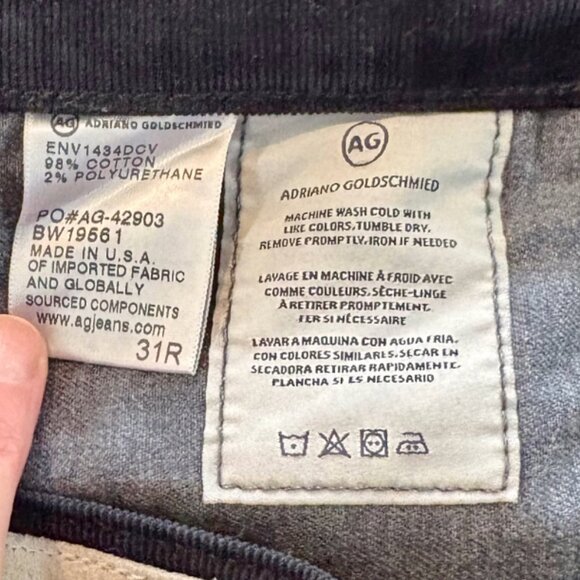 AG ADRIANO GOLDSCHMIED
ENV1434DCV
98% COTTON
2% POLYURETHANE
PO#AG-42903
BW19561
MADE IN U.S.A.
OF IMPORTED FABRIC
AND GLOBALLY
SOURCED COMPONENTS
www.agjeans.com
31R
AG
ADRIANO GOLDSCHMIED
MACHINE WASH COLD WITH
LIKE COLORS, TUMBLE DRY.
REMOVE PROMPTLY, IRON IF NEEDED
LAVAGE EN MACHINE À FROID AVEC
COMME COULEURS, SÈCHE-LINGE
À RETIRER PROMPTEMENT,
FER SI NÉCESSAIRE
LAVAR A MAQUINA CON AGUA FRIA,
CON COLORES SIMILARES, SECAR EN
SECADORA RETIRAR RAPIDAMENTE,
PLANCHA SI ES NECESARIO